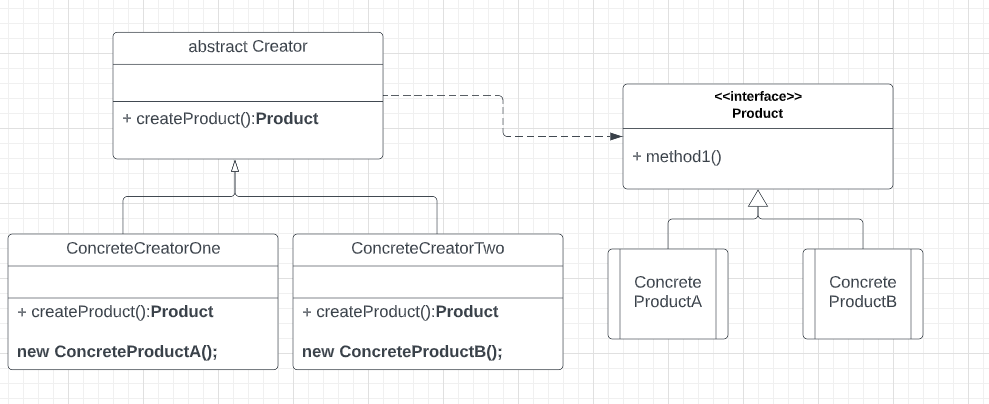 abstract Creator
+ createProduct():Product
<<interface>>
Product
+ method1()
ConcreteCreatorOne
+ createProduct():Product
new ConcreteProductA();
ConcreteCreatorTwo
+ createProduct():Product
new ConcreteProductB();
Concrete
ProductA
Concrete
ProductB